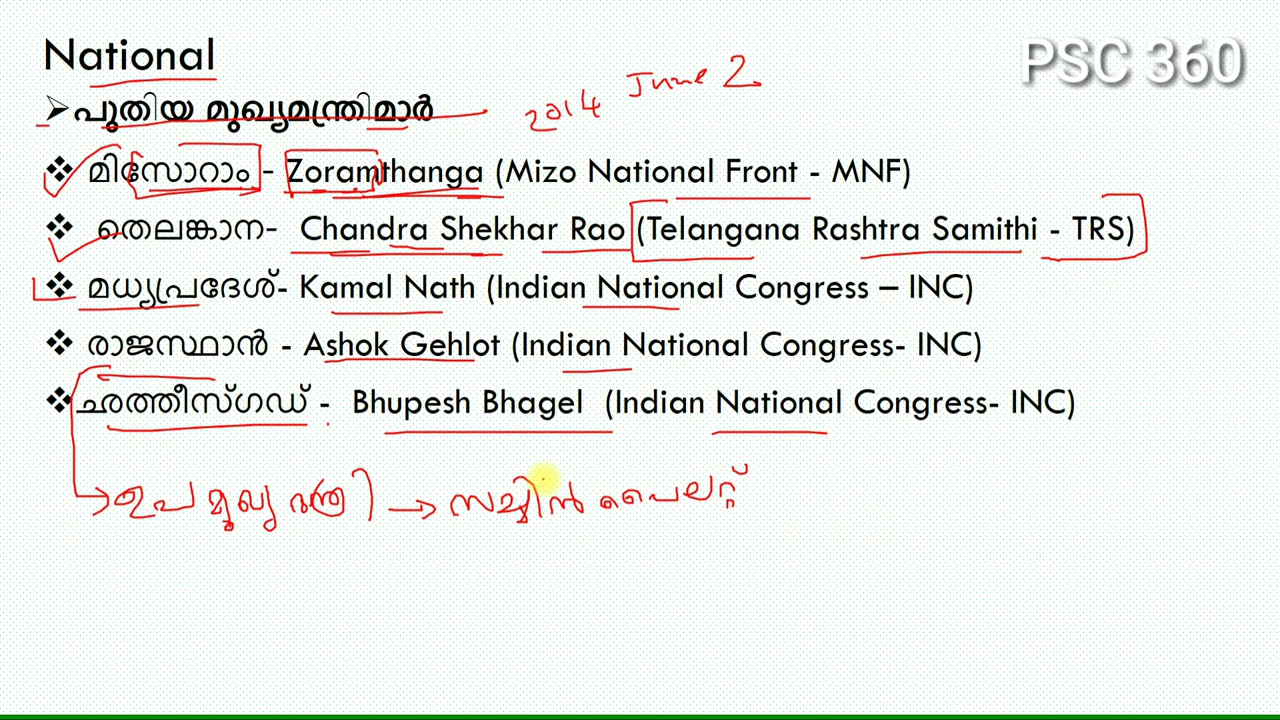 National
PSC 360
2014 June 2
➢പുതിയ മുഖ്യമന്ത്രിമാർ
❖ മിസോറാം - Zoramthanga (Mizo National Front - MNF)
❖ തെലങ്കാന- Chandra Shekhar Rao (Telangana Rashtra Samithi - TRS)
❖ മധ്യപ്രദേശ്- Kamal Nath (Indian National Congress – INC)
❖ രാജസ്ഥാൻ - Ashok Gehlot (Indian National Congress- INC)
❖ ഛത്തീസ്ഗഡ് - Bhupesh Bhagel (Indian National Congress- INC)
→ ഉപ മുഖ്യമന്ത്രി → സച്ചിൻ പൈലറ്റ്